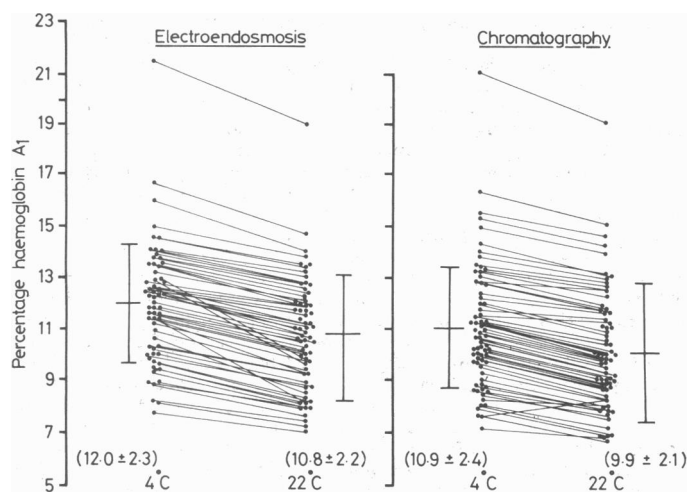 Electroendosmosis
Chromatography
Percentage haemoglobin A1
23
21
19
17
15
13
11
9
7
5
(12·0 ± 2·3)
(10·8 ± 2·2)
(10·9 ± 2·4)
(9·9 ± 2·1)
4°C
22°C
4°C
22°C